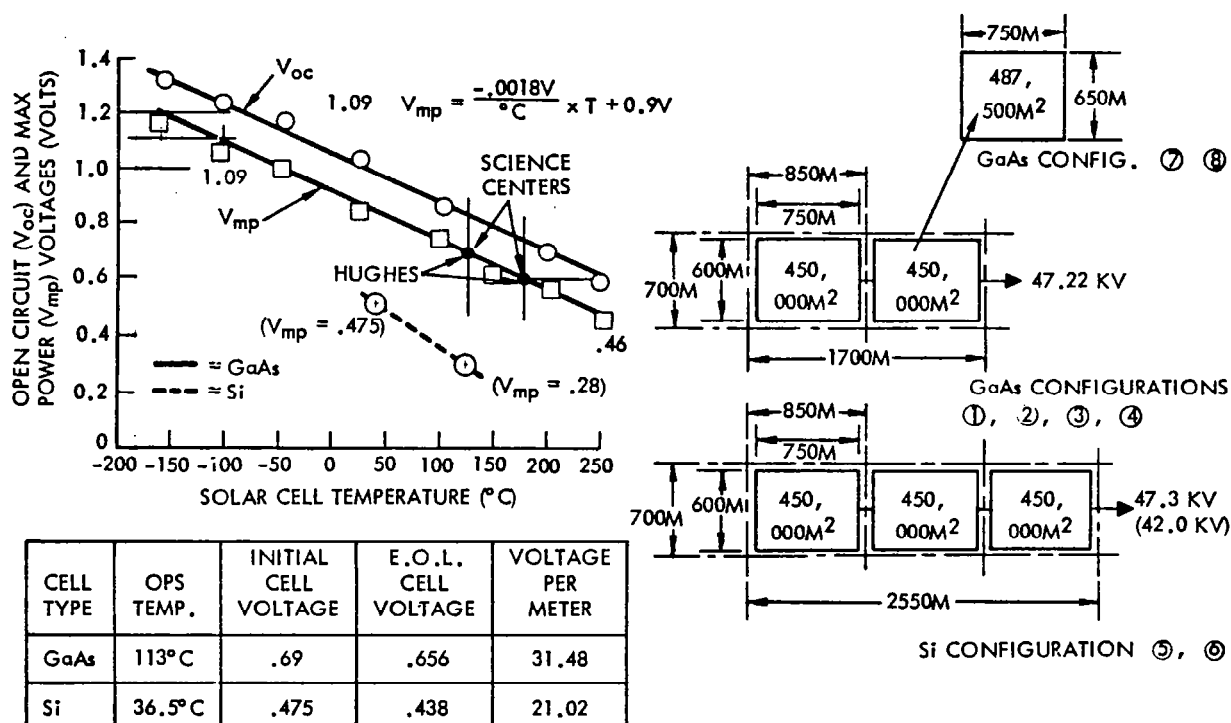 OPEN CIRCUIT (Voc) AND MAX
POWER (Vmp) VOLTAGES (VOLTS)
1.4
1.2
1.0
0.8
0.6
0.4
0.2
0
-200
-150
-100
-50
0
50
100
150
200
250
SOLAR CELL TEMPERATURE (°C)
Voc
1.09
Vmp = -.0018V/°C × T + 0.9V
1.09
Vmp
SCIENCE
CENTERS
HUGHES
(Vmp = .475)
.46
(Vmp = .28)
= GaAs
= Si
750M
487,
500M²
650M
GaAs CONFIG. ⑦ ⑧
850M
750M
700M
600M
450,
000M²
450,
000M²
47.22 KV
1700M
GaAs CONFIGURATIONS
①, ②, ③, ④
850M
750M
700M
600M
450,
000M²
450,
000M²
450,
000M²
47.3 KV
(42.0 KV)
2550M
Si CONFIGURATION ⑤, ⑥
CELL TYPE | OPS TEMP. | INITIAL CELL VOLTAGE | E.O.L. CELL VOLTAGE | VOLTAGE PER METER
GaAs | 113°C | .69 | .656 | 31.48
Si | 36.5°C | .475 | .438 | 21.02